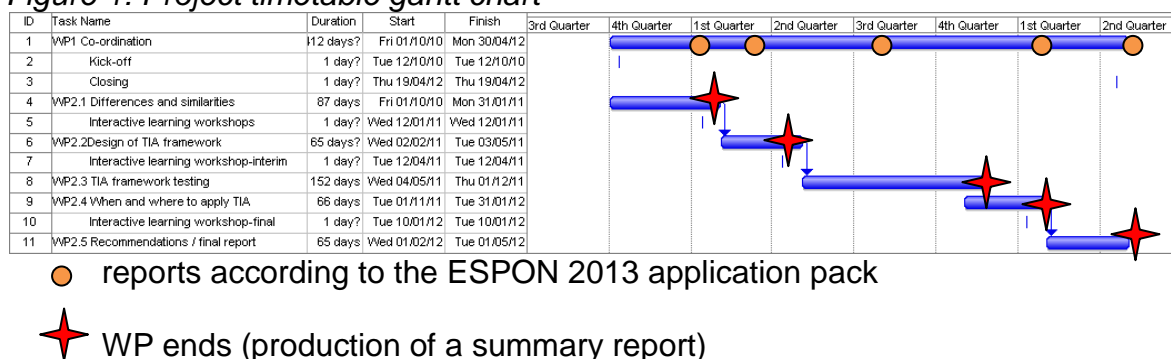 Figure 1: Project timetable gantt chart
ID Task Name Duration Start Finish 3rd Quarter 4th Quarter 1st Quarter 2nd Quarter 3rd Quarter 4th Quarter 1st Quarter 2nd Quarter
1 WP1 Co-ordination 412 days? Fri 01/10/10 Mon 30/04/12
2 Kick-off 1 day? Tue 12/10/10 Tue 12/10/10
3 Closing 1 day? Thu 19/04/12 Thu 19/04/12
4 WP2.1 Differences and similarities 87 days Fri 01/10/10 Mon 31/01/11
5 Interactive learning workshops 1 day? Wed 12/01/11 Wed 12/01/11
6 WP2.2Design of TIA framework 65 days? Wed 02/02/11 Tue 03/05/11
7 Interactive learning workshop-interim 1 day? Tue 12/04/11 Tue 12/04/11
8 WP2.3 TIA framework testing 152 days Wed 04/05/11 Thu 01/12/11
9 WP2.4 When and where to apply TIA 66 days Tue 01/11/11 Tue 31/01/12
10 Interactive learning workshop-final 1 day? Tue 10/01/12 Tue 10/01/12
11 WP2.5 Recommendations / final report 65 days Wed 01/02/12 Tue 01/05/12
reports according to the ESPON 2013 application pack
WP ends (production of a summary report)